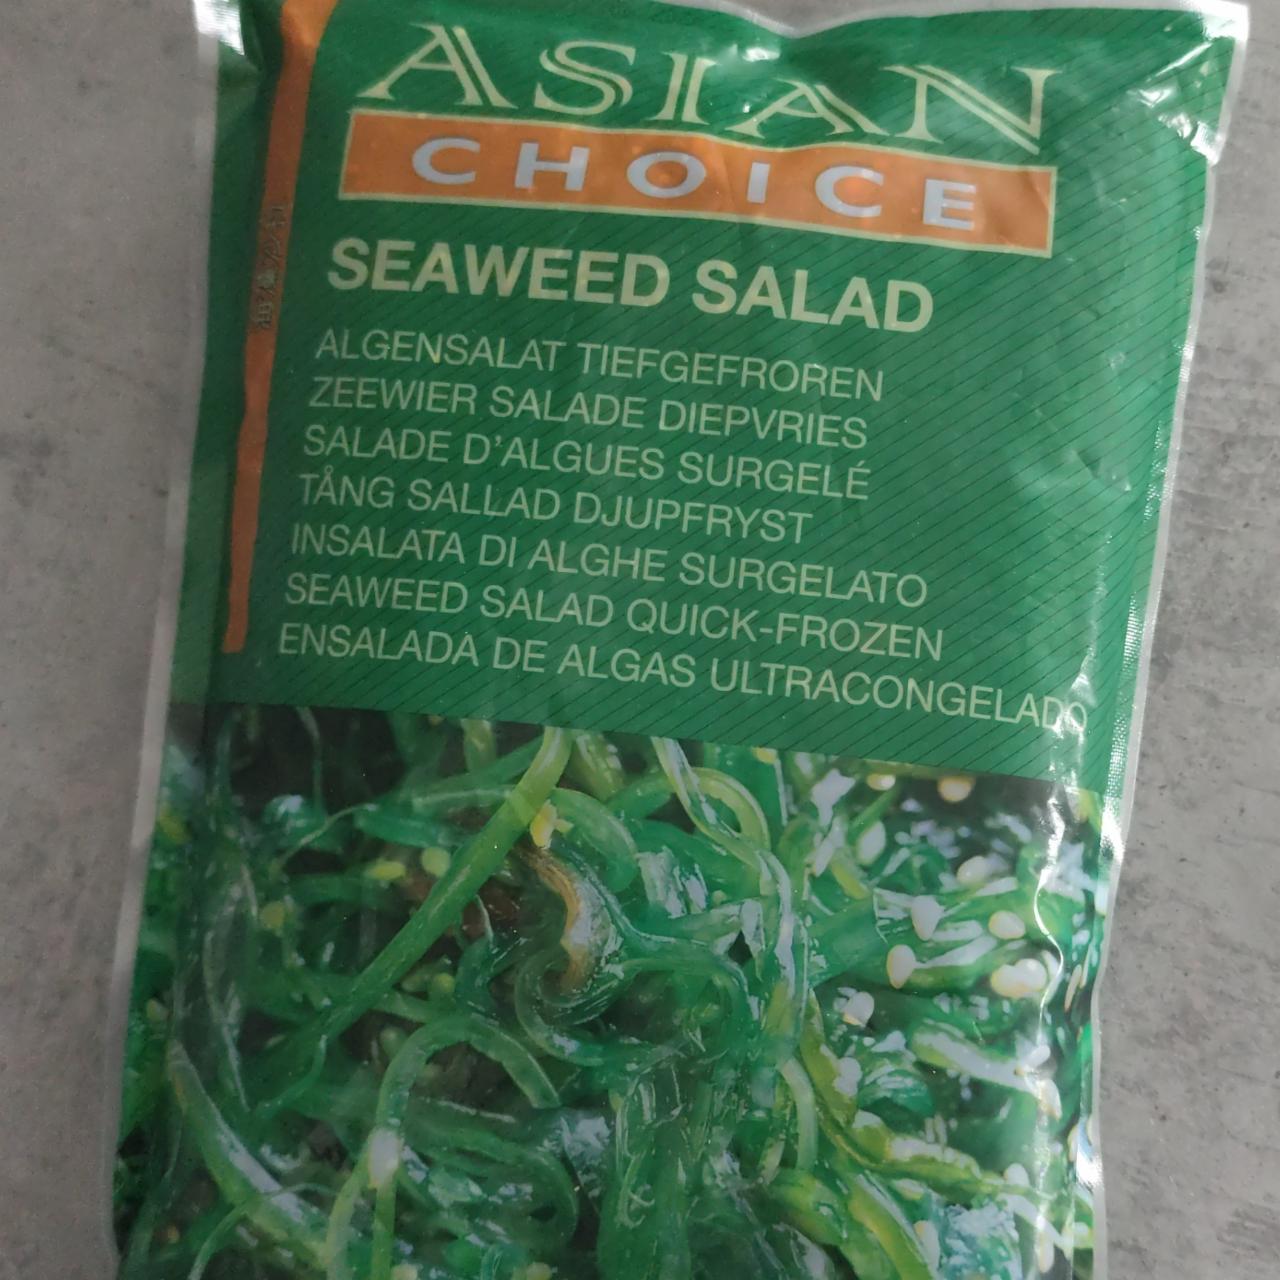 ASIAN
CHOICE
SEAWEED SALAD
ALGENSALAT TIEFGEFROREN
ZEEWIER SALADE DIEPVRIES
SALADE D'ALGUES SURGELÉ
TÅNG SALLAD DJUPFRYST
INSALATA DI ALGHE SURGELATO
SEAWEED SALAD QUICK-FROZEN
ENSALADA DE ALGAS ULTRACONGELADO